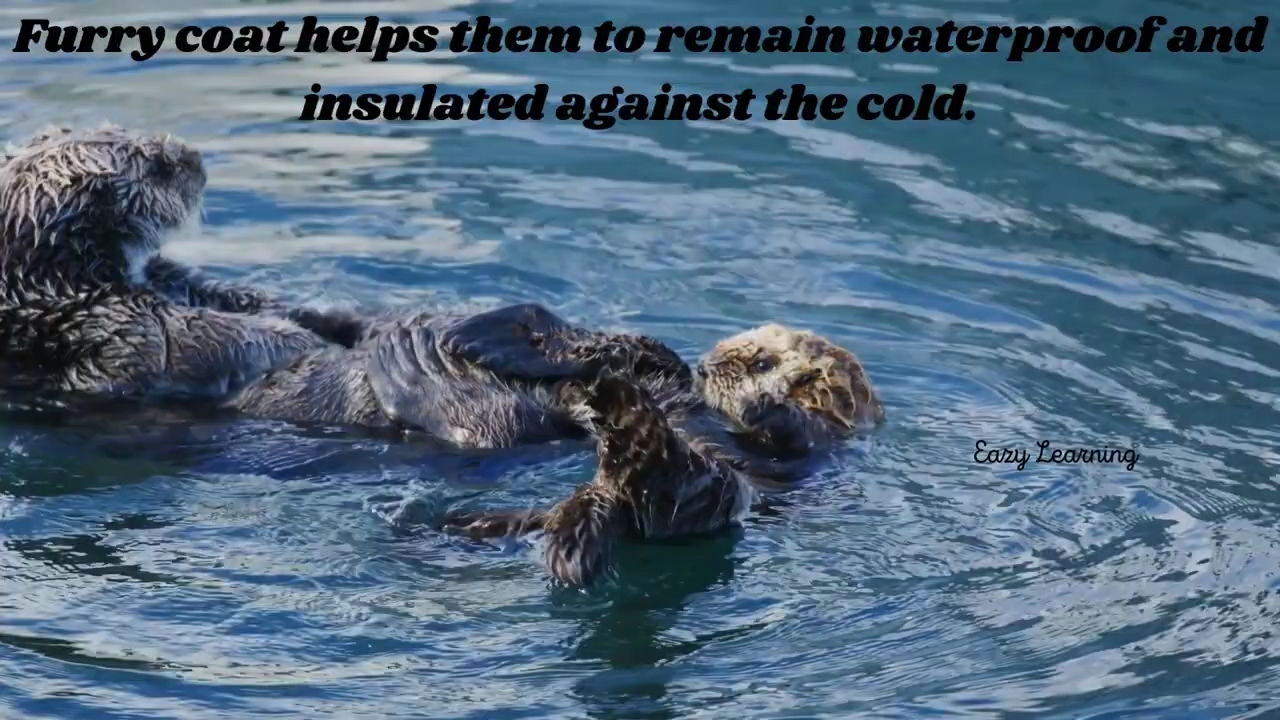 Furry coat helps them to remain waterproof and
insulated against the cold.
Eazy Learning